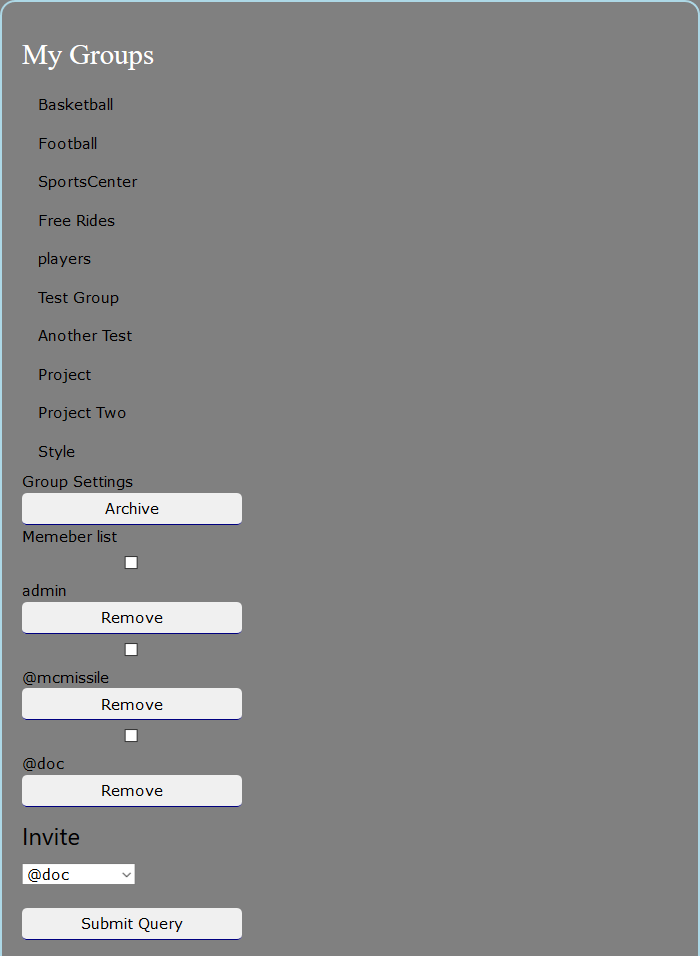 My Groups
Basketball
Football
SportsCenter
Free Rides
players
Test Group
Another Test
Project
Project Two
Style
Group Settings
Archive
Memeber list
admin
Remove
@mcmissile
Remove
@doc
Remove
Invite
@doc
Submit Query